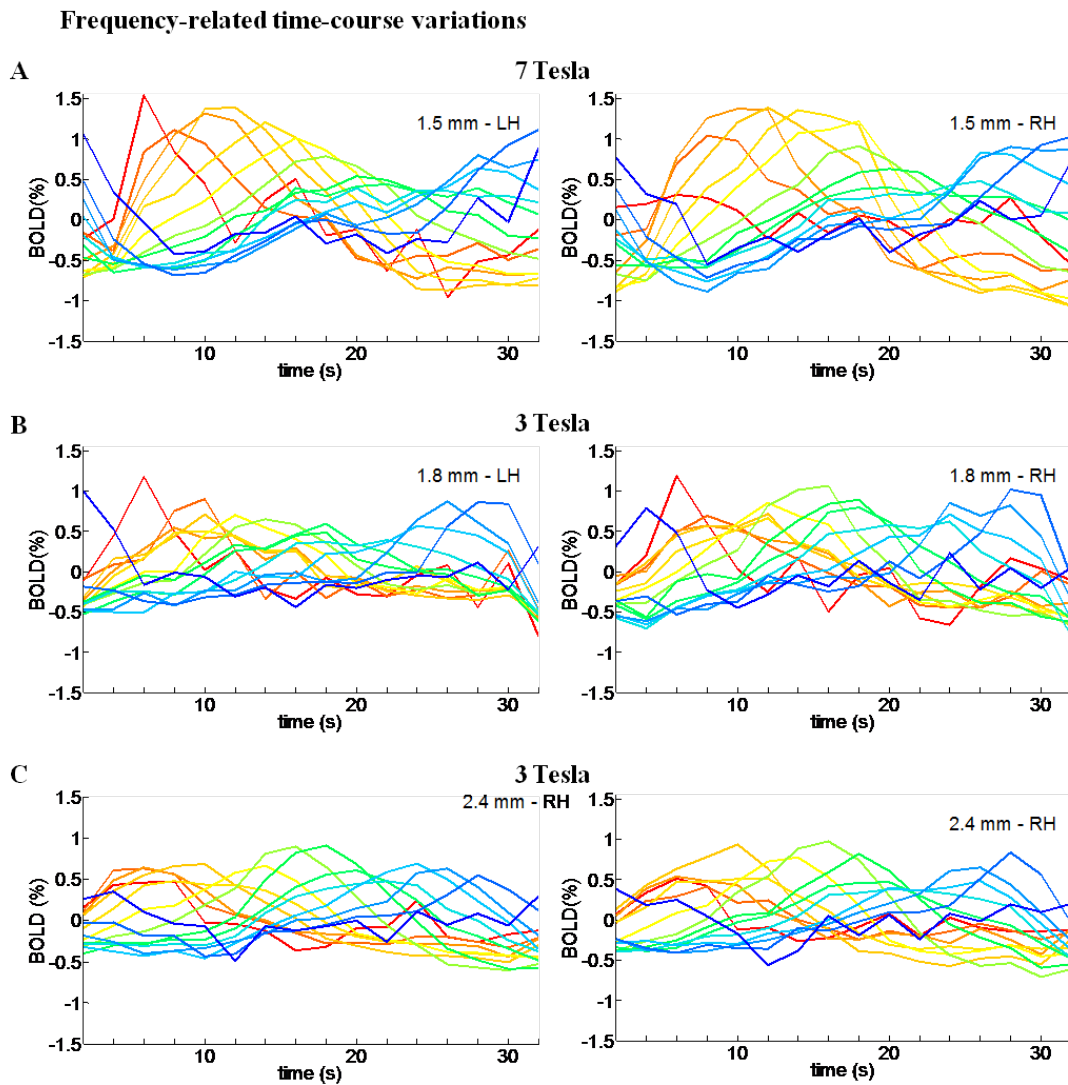 Frequency-related time-course variations
A
7 Tesla
1.5
1
0.5
0
-0.5
-1
-1.5
BOLD(%)
1.5 mm - LH
10
20
30
time (s)
1.5
1
0.5
0
-0.5
-1
-1.5
BOLD(%)
1.5 mm - RH
10
20
30
time (s)
B
3 Tesla
1.5
1
0.5
0
-0.5
-1
-1.5
BOLD(%)
1.8 mm - LH
10
20
30
time (s)
1.5
1
0.5
0
-0.5
-1
-1.5
BOLD(%)
1.8 mm - RH
10
20
30
time (s)
C
3 Tesla
1.5
1
0.5
0
-0.5
-1
-1.5
BOLD(%)
2.4 mm - RH
10
20
30
time (s)
1.5
1
0.5
0
-0.5
-1
-1.5
BOLD(%)
2.4 mm - RH
10
20
30
time (s)